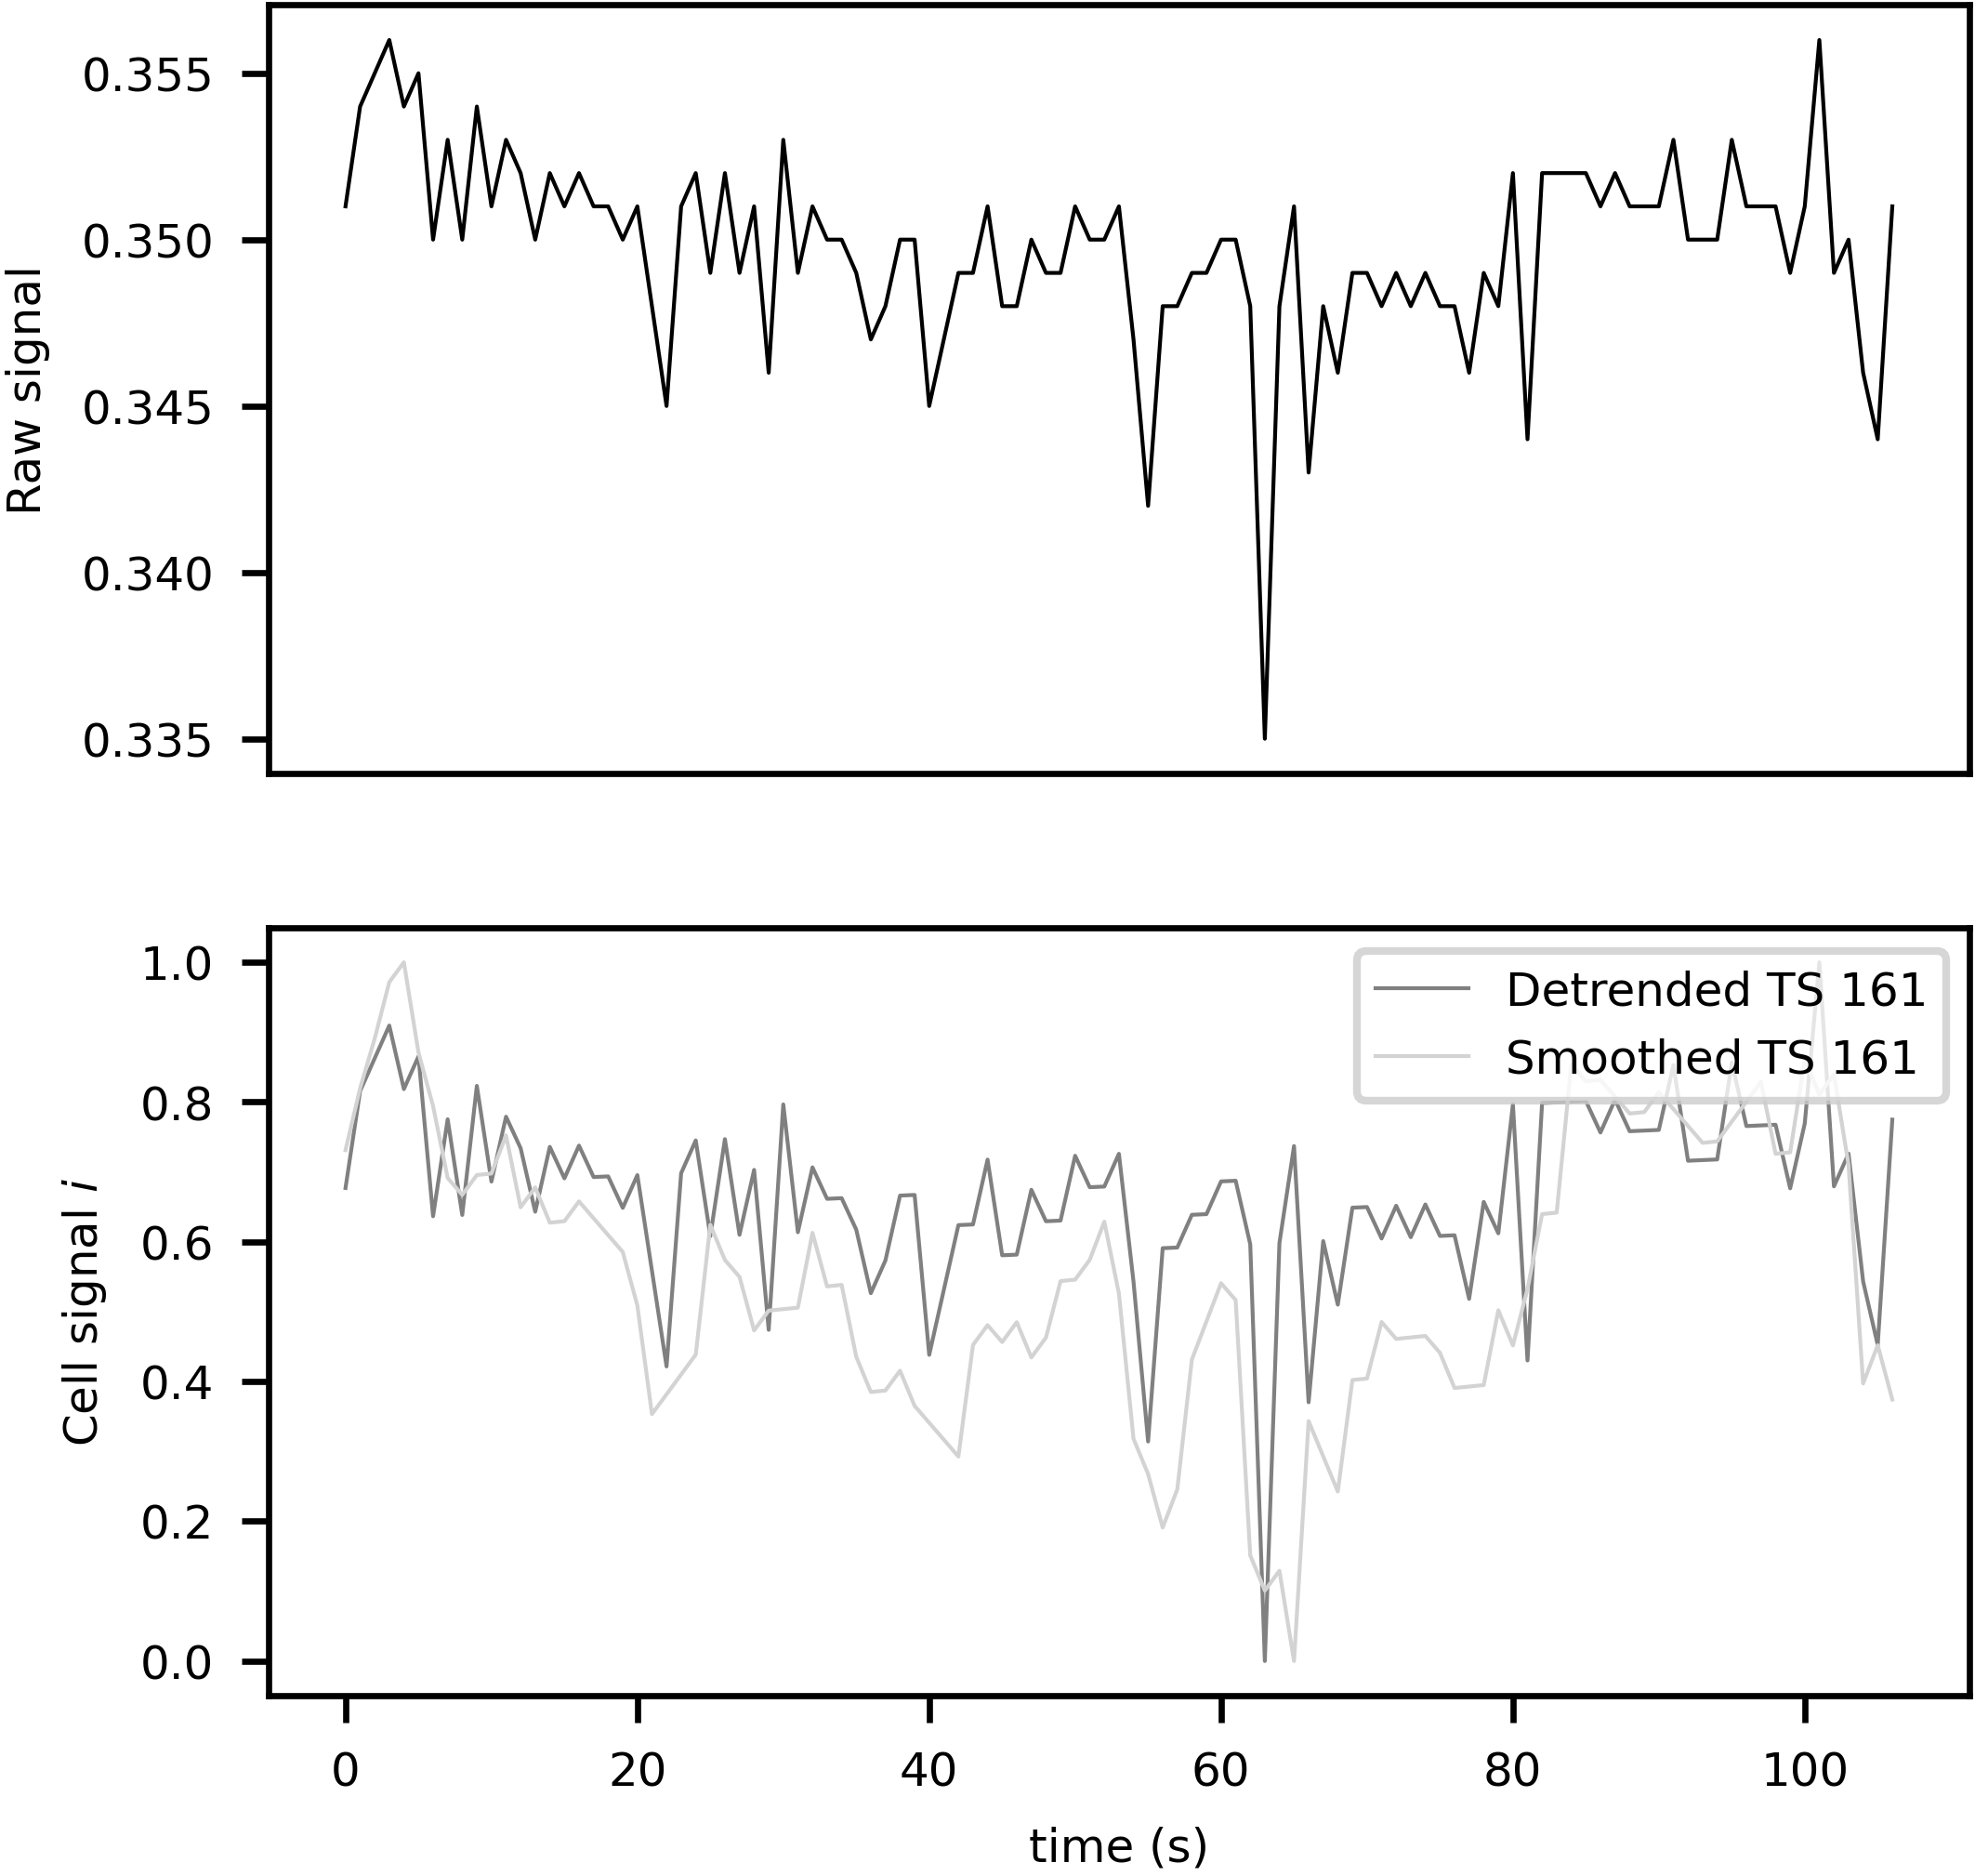 0.355
0.350
0.345
0.340
0.335
Raw signal
1.0
0.8
0.6
0.4
0.2
0.0
Cell signal i
Detrended TS 161
Smoothed TS 161
0 20 40 60 80 100
time (s)